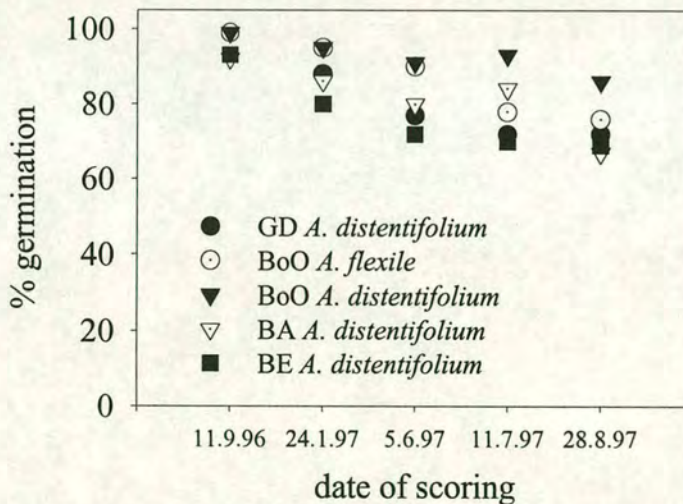 100
80
60
40
20
0
% germination
GD A. distentifolium
BoO A. flexile
BoO A. distentifolium
BA A. distentifolium
BE A. distentifolium
11.9.96 24.1.97 5.6.97 11.7.97 28.8.97
date of scoring